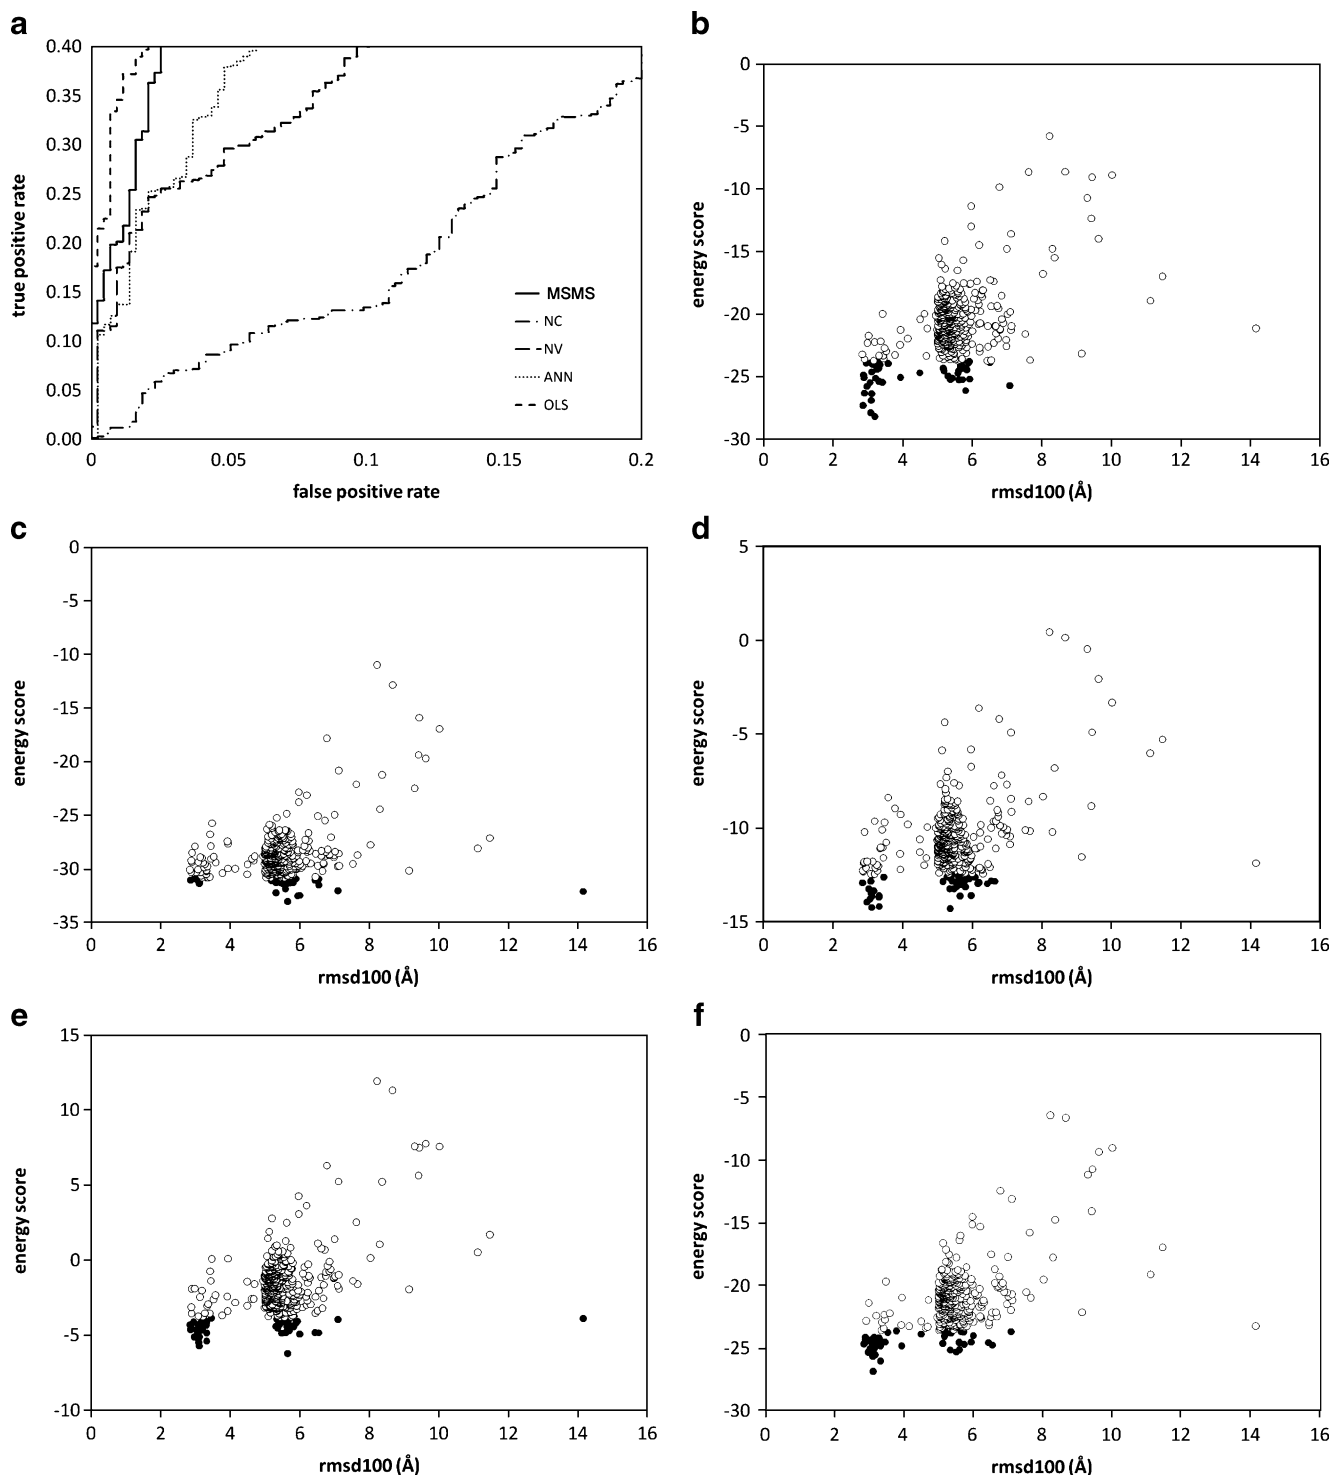 a
0.40
0.35
0.30
0.25
0.20
0.15
0.10
0.05
0.00
true positive rate
0 0.05 0.1 0.15 0.2
false positive rate
MSMS
NC
NV
ANN
OLS
b
0
-5
-10
-15
-20
-25
-30
energy score
0 2 4 6 8 10 12 14 16
rmsd100 (Å)
c
0
-5
-10
-15
-20
-25
-30
-35
energy score
0 2 4 6 8 10 12 14 16
rmsd100 (Å)
d
5
0
-5
-10
-15
energy score
0 2 4 6 8 10 12 14 16
rmsd100 (Å)
e
15
10
5
0
-5
-10
energy score
0 2 4 6 8 10 12 14 16
rmsd100 (Å)
f
0
-5
-10
-15
-20
-25
-30
energy score
0 2 4 6 8 10 12 14 16
rmsd100 (Å)